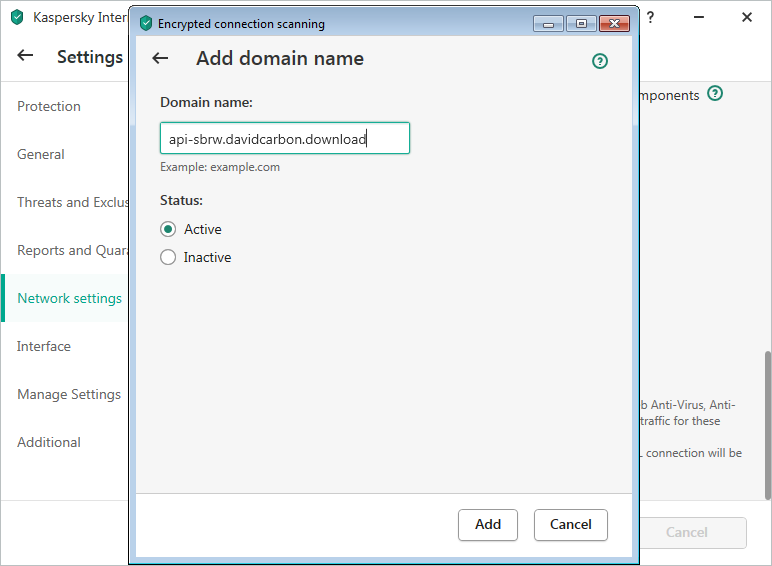 Kaspersky Inter
Encrypted connection scanning
?
Settings
Add domain name
?
mponents ?
Protection
General
Threats and Exclus
Reports and Quara
Network settings
Interface
Manage Settings
Additional
Domain name:
api-sbrw.davidcarbon.download
Example: example.com
Status:
Active
Inactive
b Anti-Virus, Anti-
traffic for these
connection will be
Add
Cancel
Cancel